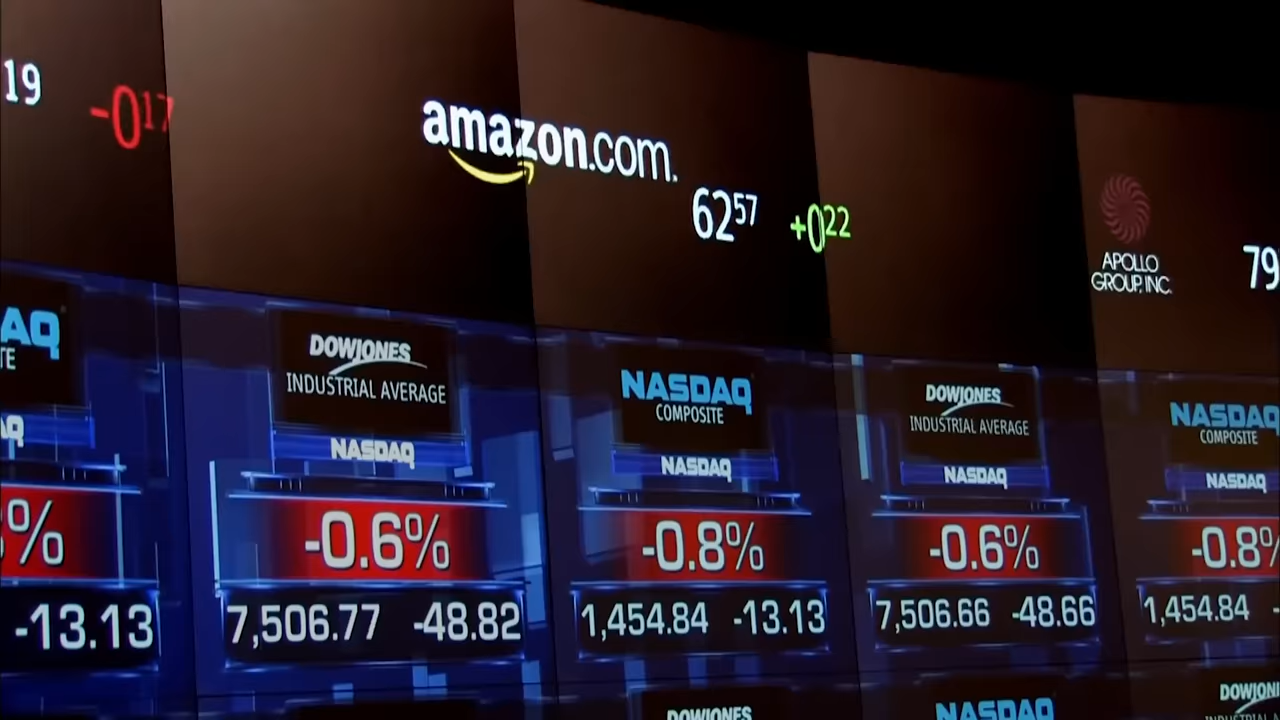 19 -0 17
amazon.com.
62 57 +0 22
APOLLO
GROUP, INC.
79
AQ
TE
AQ
%
-13.13
DOWJONES
INDUSTRIAL AVERAGE
NASDAQ
-0.6%
7,506.77 -48.82
NASDAQ
COMPOSITE
NASDAQ
-0.8%
1,454.84 -13.13
DOWJONES
INDUSTRIAL AVERAGE
NASDAQ
-0.6%
7,506.66 -48.66
NASDAQ
COMPOSITE
NASDAQ
-0.8%
1,454.84 -
DOWJONES
NASDAQ
DOWJON